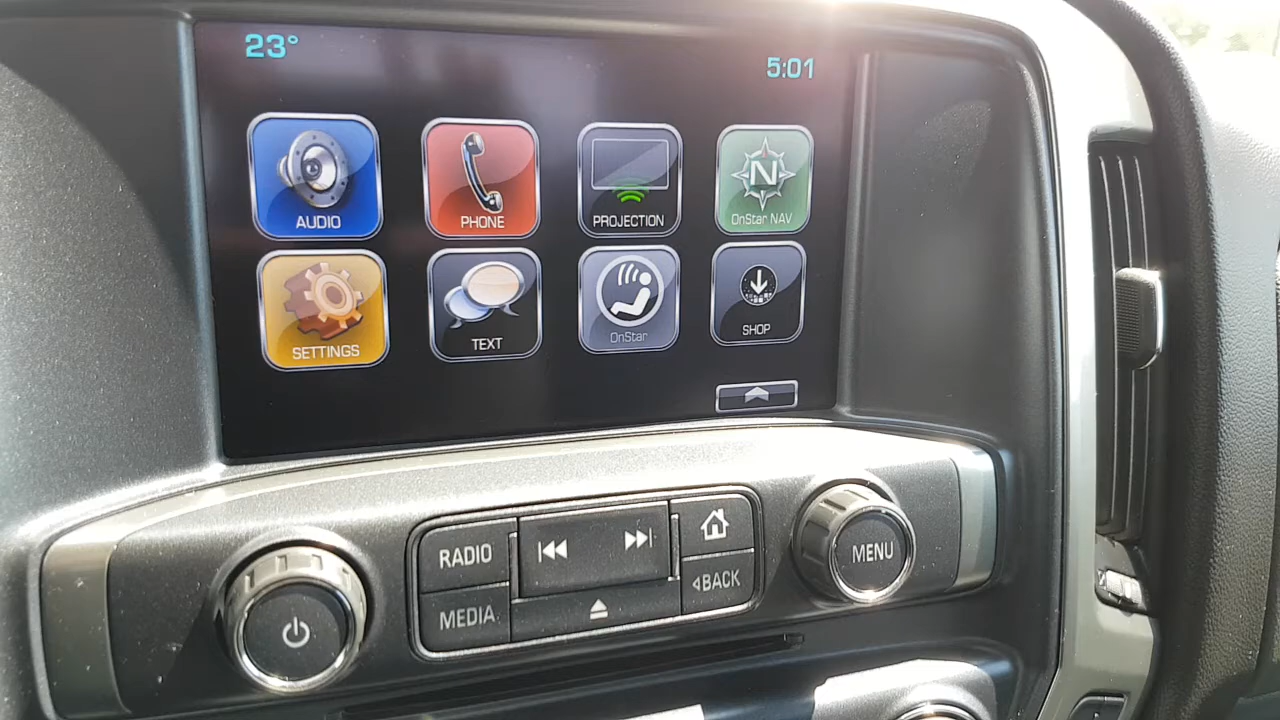 23°
5:01
AUDIO
PHONE
PROJECTION
N
OnStar NAV
SETTINGS
TEXT
OnStar
SHOP
RADIO
MEDIA
BACK
MENU